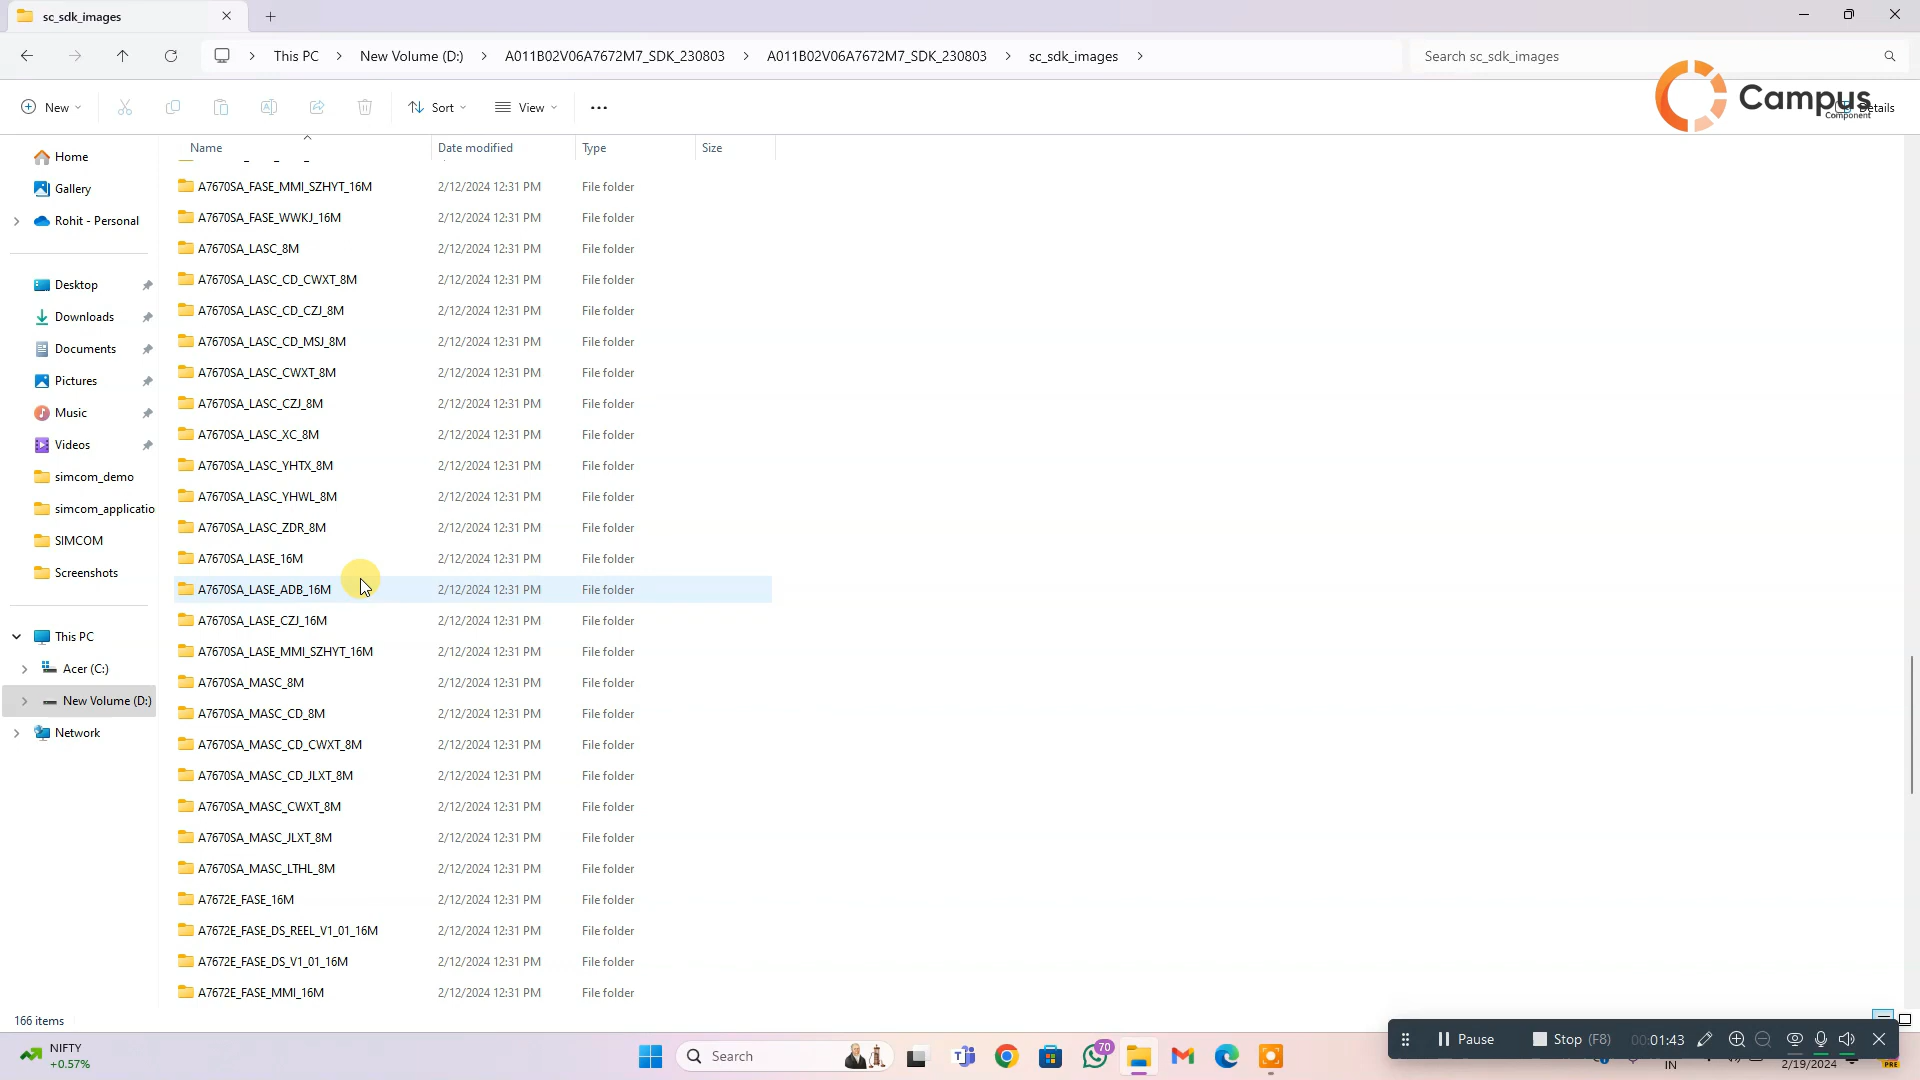 sc_sdk_images
This PC > New Volume (D:) > A011B02V06A7672M7_SDK_230803 > A011B02V06A7672M7_SDK_230803 > sc_sdk_images >
Search sc_sdk_images
New
Sort
View
Details
Campus
Component
Name Date modified Type Size
Home
Gallery
Rohit - Personal
Desktop
Downloads
Documents
Pictures
Music
Videos
simcom_demo
simcom_applicatio
SIMCOM
Screenshots
This PC
Acer (C:)
New Volume (D:)
Network
A7670SA_FASE_MMI_SZHYT_16M 2/12/2024 12:31 PM File folder
A7670SA_FASE_WWKJ_16M 2/12/2024 12:31 PM File folder
A7670SA_LASC_8M 2/12/2024 12:31 PM File folder
A7670SA_LASC_CD_CWXT_8M 2/12/2024 12:31 PM File folder
A7670SA_LASC_CD_CZJ_8M 2/12/2024 12:31 PM File folder
A7670SA_LASC_CD_MSJ_8M 2/12/2024 12:31 PM File folder
A7670SA_LASC_CWXT_8M 2/12/2024 12:31 PM File folder
A7670SA_LASC_CZJ_8M 2/12/2024 12:31 PM File folder
A7670SA_LASC_XC_8M 2/12/2024 12:31 PM File folder
A7670SA_LASC_YHTX_8M 2/12/2024 12:31 PM File folder
A7670SA_LASC_YHWL_8M 2/12/2024 12:31 PM File folder
A7670SA_LASC_ZDR_8M 2/12/2024 12:31 PM File folder
A7670SA_LASE_16M 2/12/2024 12:31 PM File folder
A7670SA_LASE_ADB_16M 2/12/2024 12:31 PM File folder
A7670SA_LASE_CZJ_16M 2/12/2024 12:31 PM File folder
A7670SA_LASE_MMI_SZHYT_16M 2/12/2024 12:31 PM File folder
A7670SA_MASC_8M 2/12/2024 12:31 PM File folder
A7670SA_MASC_CD_8M 2/12/2024 12:31 PM File folder
A7670SA_MASC_CD_CWXT_8M 2/12/2024 12:31 PM File folder
A7670SA_MASC_CD_JLXT_8M 2/12/2024 12:31 PM File folder
A7670SA_MASC_CWXT_8M 2/12/2024 12:31 PM File folder
A7670SA_MASC_JLXT_8M 2/12/2024 12:31 PM File folder
A7670SA_MASC_LTHL_8M 2/12/2024 12:31 PM File folder
A7672E_FASE_16M 2/12/2024 12:31 PM File folder
A7672E_FASE_DS_REEL_V1_01_16M 2/12/2024 12:31 PM File folder
A7672E_FASE_DS_V1_01_16M 2/12/2024 12:31 PM File folder
A7672E_FASE_MMI_16M 2/12/2024 12:31 PM File folder
166 items
Pause Stop (F8) 00:01:43
NIFTY
+0.57%
Search
70
IN
2/19/2024
PRE